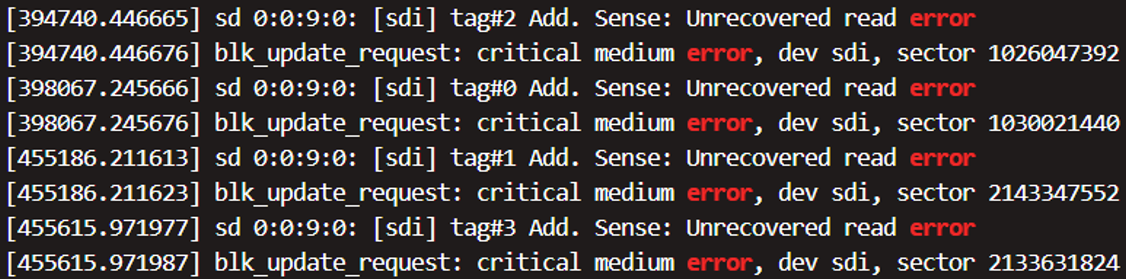 [394740.446665] sd 0:0:9:0: [sdi] tag#2 Add. Sense: Unrecovered read error
[394740.446676] blk_update_request: critical medium error, dev sdi, sector 1026047392
[398067.245666] sd 0:0:9:0: [sdi] tag#0 Add. Sense: Unrecovered read error
[398067.245676] blk_update_request: critical medium error, dev sdi, sector 1030021440
[455186.211613] sd 0:0:9:0: [sdi] tag#1 Add. Sense: Unrecovered read error
[455186.211623] blk_update_request: critical medium error, dev sdi, sector 2143347552
[455615.971977] sd 0:0:9:0: [sdi] tag#3 Add. Sense: Unrecovered read error
[455615.971987] blk_update_request: critical medium error, dev sdi, sector 2133631824